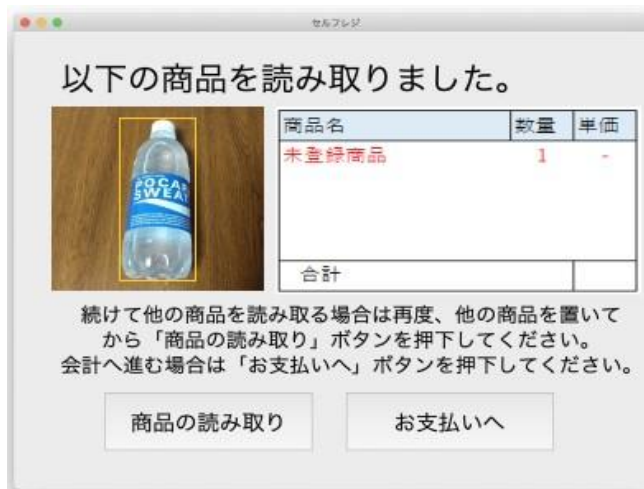 セルフレジ
以下の商品を読み取りました。
POCARI
SWEAT
商品名 数量 単価
未登録商品 1 -
合計
続けて他の商品を読み取る場合は再度、他の商品を置いて
から「商品の読み取り」ボタンを押下してください。
会計へ進む場合は「お支払いへ」ボタンを押下してください。
商品の読み取り お支払いへ